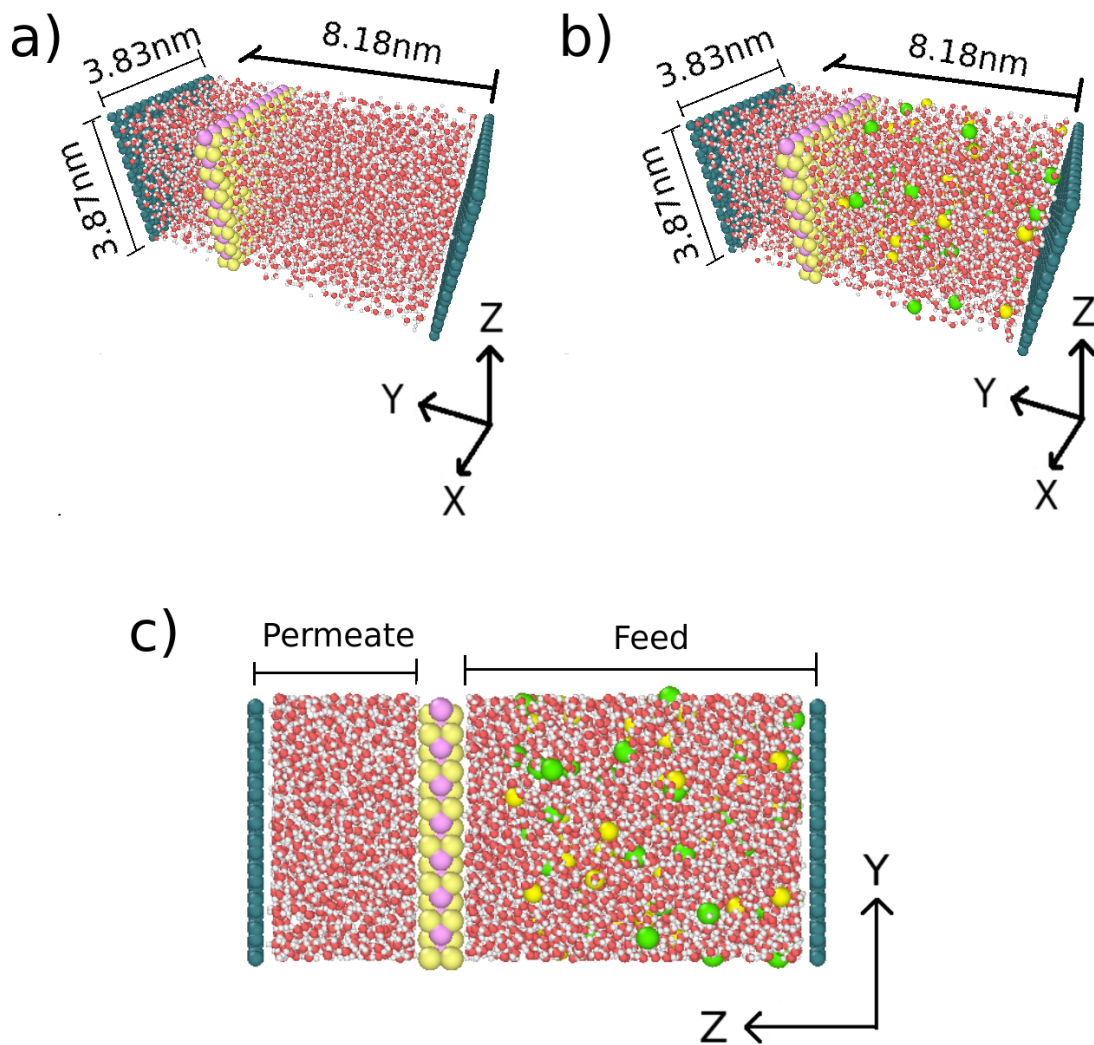 a)
3.83nm
8.18nm
3.87nm
Z
Y
X
b)
3.83nm
8.18nm
3.87nm
Z
Y
X
c)
Permeate
Feed
Y
Z